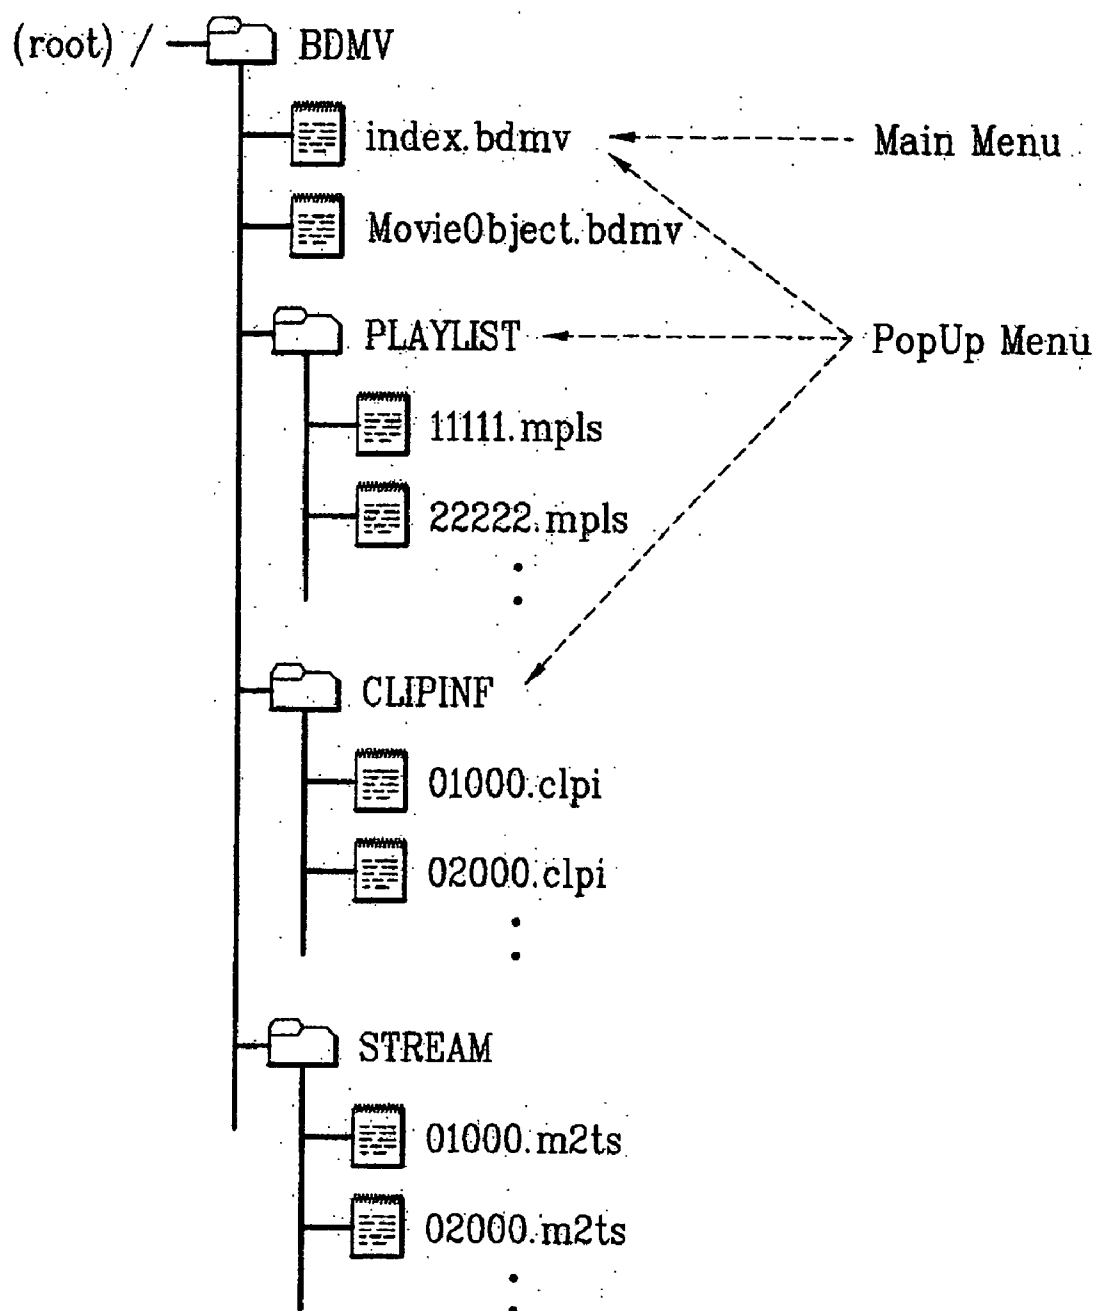 (root) / BDMV
index.bdmv
Main Menu
MovieObject.bdmv
PLAYLIST
PopUp Menu
11111.mpls
22222.mpls
CLIPINF
01000.clpi
02000.clpi
STREAM
01000.m2ts
02000.m2ts